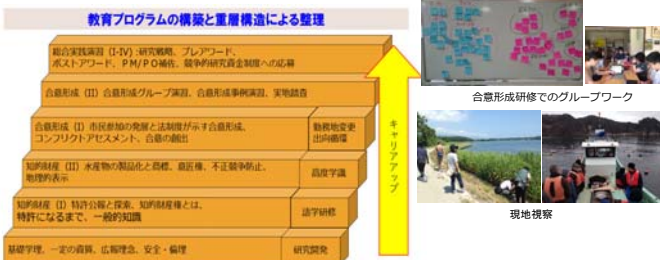 教育プログラムの構築と重層構造による整理
総合実践演習（I-IV）:研究戦略、プレアワード、
ポストアワード、PM/PO補佐、競争的研究資金制度への応募
合意形成（II）合意形成グループ演習、合意形成事例演習、実地踏査
合意形成（I）市民参加の発展と法制度が示す合意形成、
コンフリクトアセスメント、合意の創出
勤務地変更
出向循環
知的財産（II）水産物の製品化と商標、意匠権、不正競争防止、
地理的表示
高度学識
知的財産（I）特許公報と探索、知的財産権とは、
特許になるまで、一般的知識
語学研修
基礎学理、一定の資質、広報理念、安全・倫理
研究開発
キャリアアップ
合意形成研修でのグループワーク
現地視察